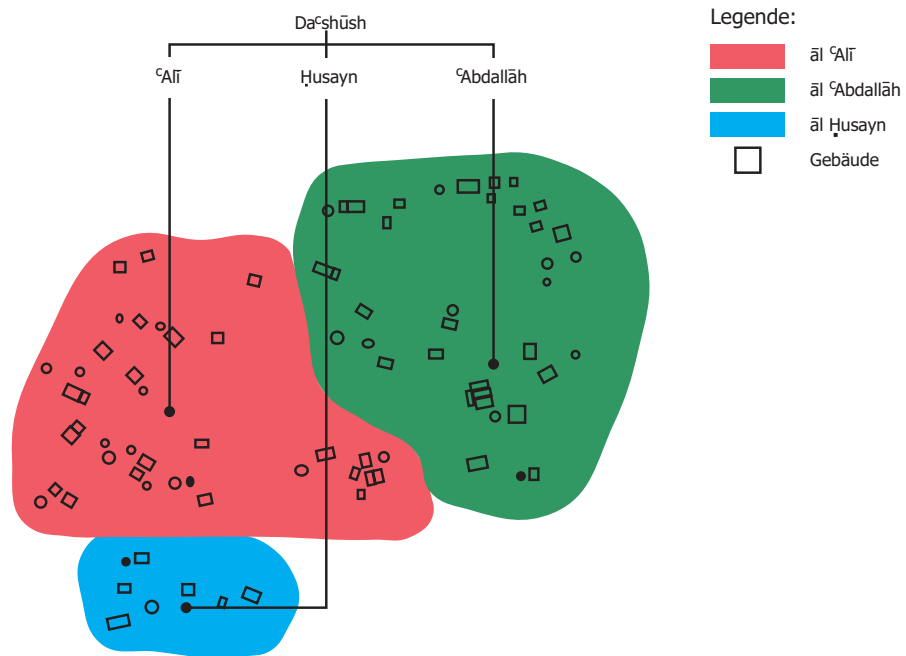 Daᶜshūsh
ᶜAlī Ḥusayn ᶜAbdallāh
Legende:
āl ᶜAlī
āl ᶜAbdallāh
āl Ḥusayn
Gebäude